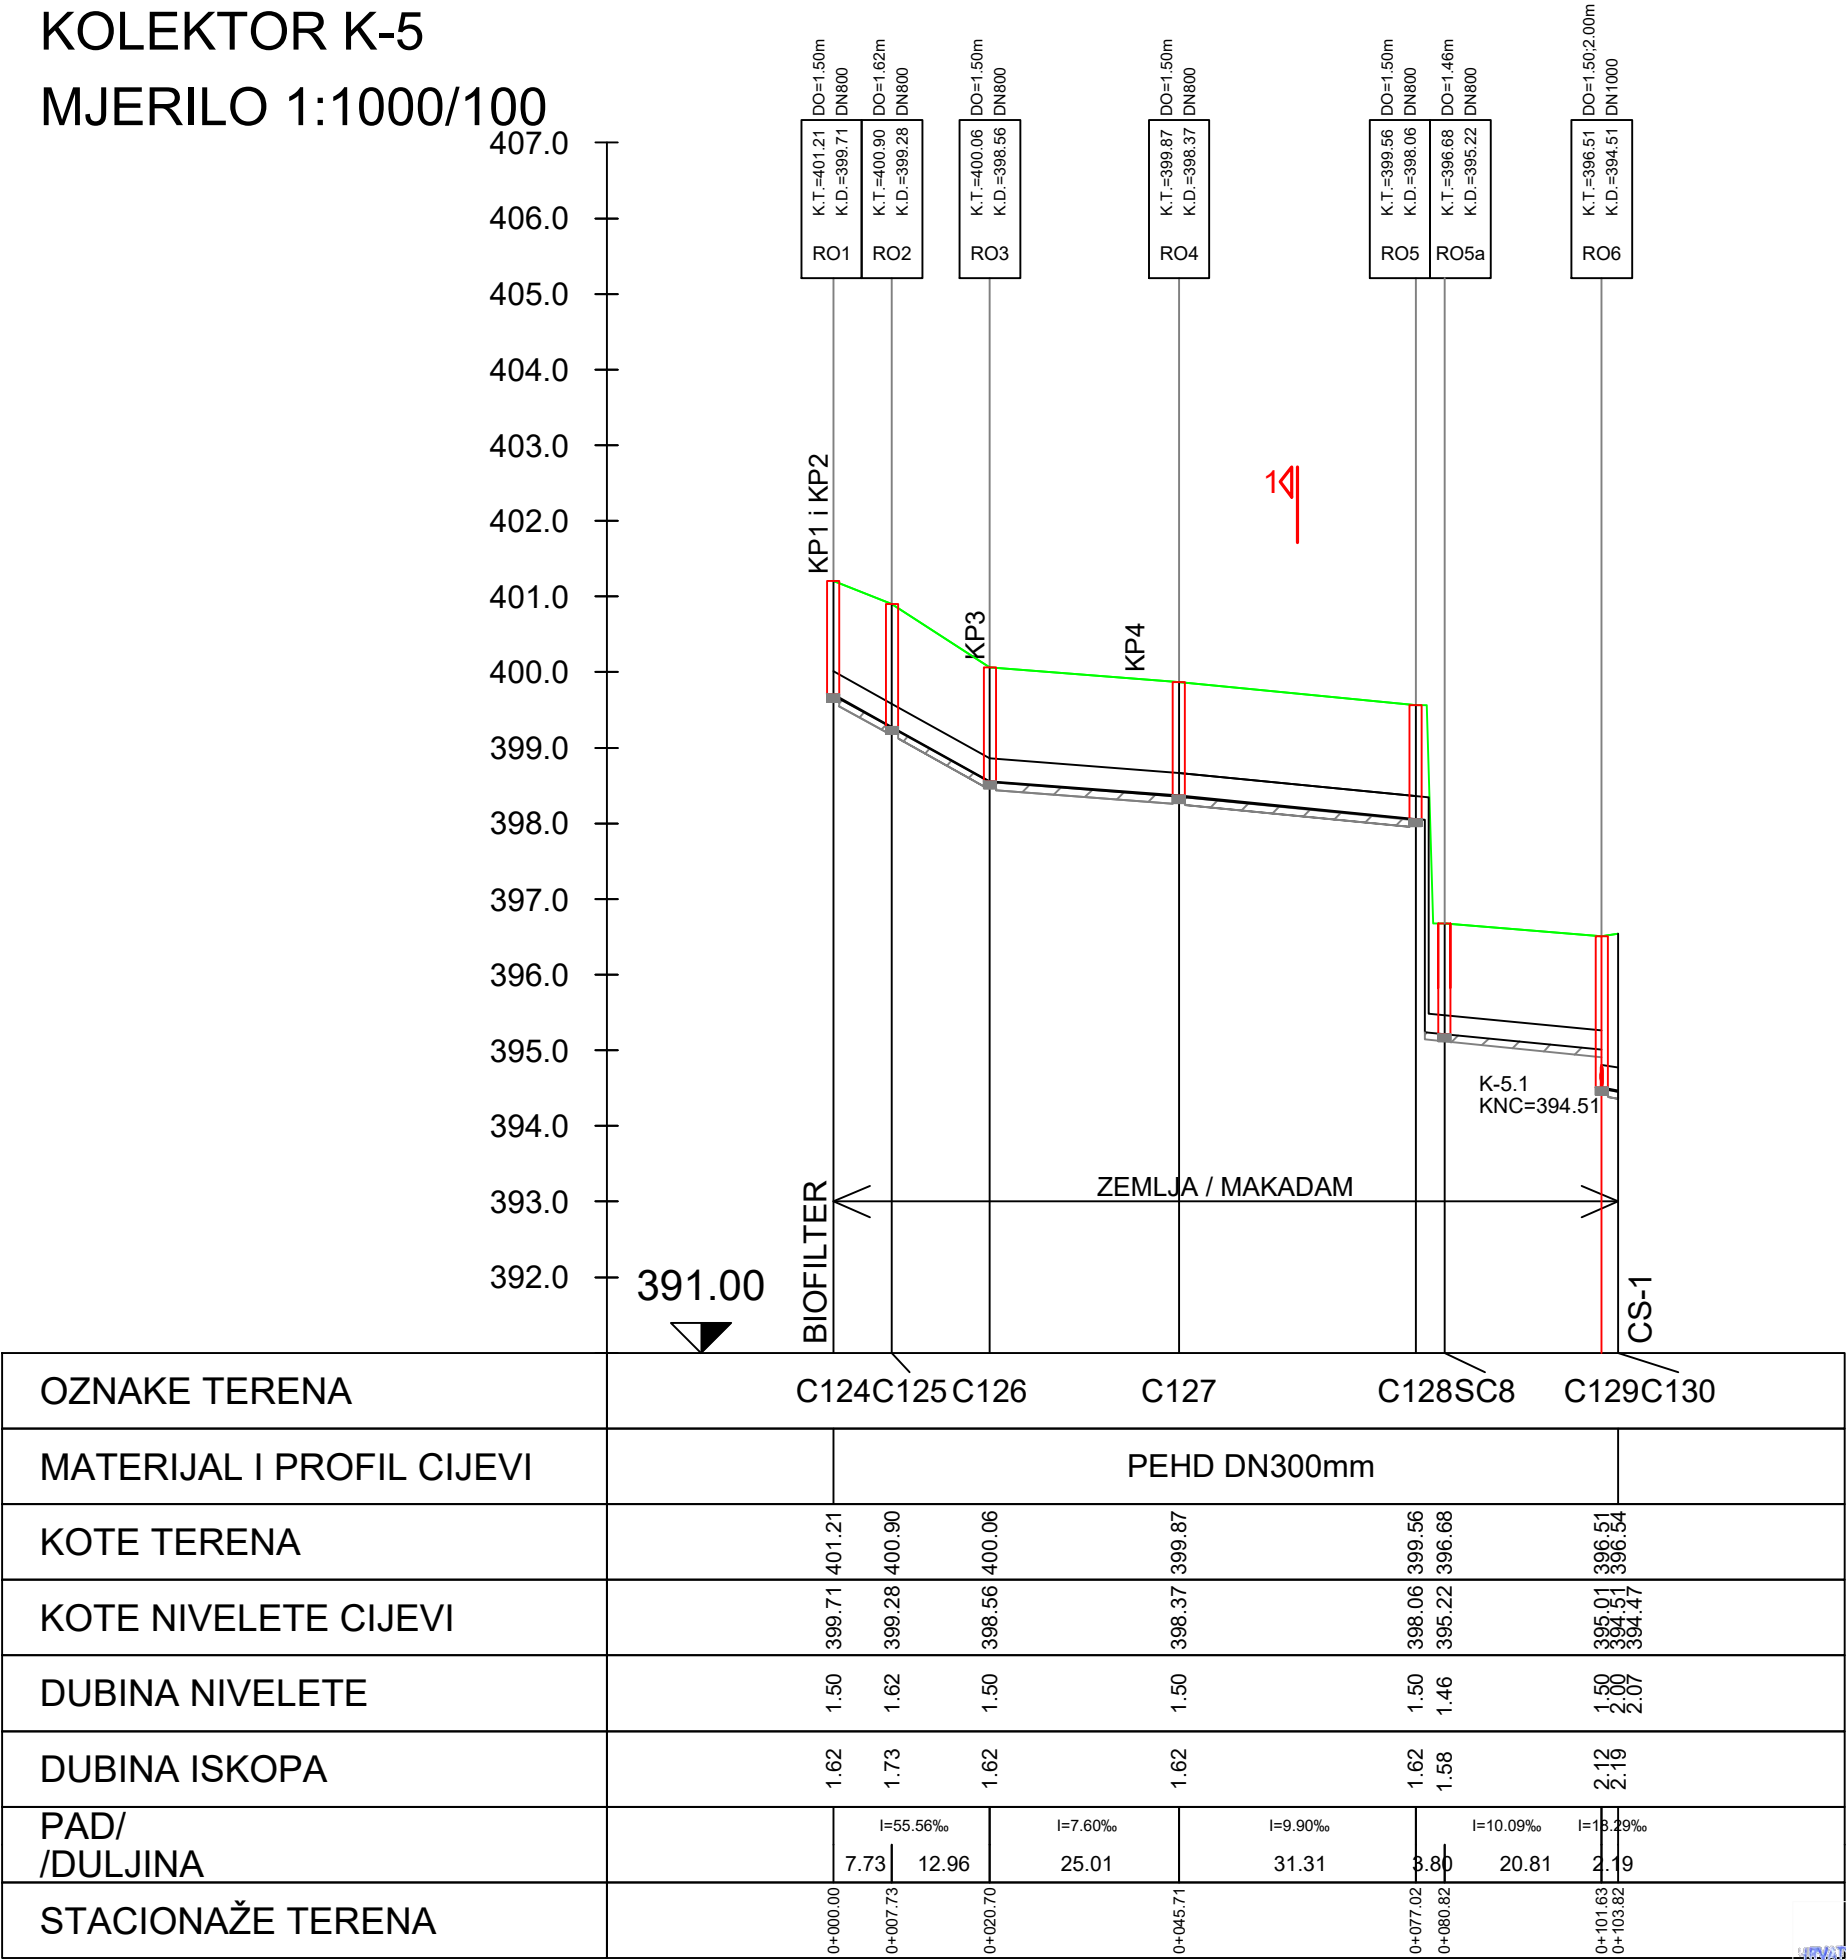 KOLEKTOR K-5
MJERILO 1:1000/100
DO=1.50m
DN800
K.T.=401.21
K.D.=399.71
RO1
DO=1.62m
DN800
K.T.=400.90
K.D.=399.28
RO2
DO=1.50m
DN800
K.T.=400.06
K.D.=398.56
RO3
DO=1.50m
DN800
K.T.=399.87
K.D.=398.37
RO4
DO=1.50m
DN800
K.T.=399.56
K.D.=398.06
RO5
DO=1.46m
DN800
K.T.=396.68
K.D.=395.22
RO5a
DO=1.50;2.00m
DN1000
K.T.=396.51
K.D.=394.51
RO6
407.0
406.0
405.0
404.0
403.0
402.0
401.0
400.0
399.0
398.0
397.0
396.0
395.0
394.0
393.0
392.0
391.00
KP1 i KP2
KP3
KP4
1
K-5.1
KNC=394.51
ZEMLJA / MAKADAM
BIOFILTER
CS-1
OZNAKE TERENA
C124 C125 C126 C127 C128 SC8 C129 C130
MATERIJAL I PROFIL CIJEVI
PEHD DN300mm
KOTE TERENA
401.21 400.90 400.06 399.87 399.56 396.68 396.51 396.54
KOTE NIVELETE CIJEVI
399.71 399.28 398.56 398.37 398.06 395.22 395.01 394.51 394.47
DUBINA NIVELETE
1.50 1.62 1.50 1.50 1.50 1.46 1.50 2.00 2.07
DUBINA ISKOPA
1.62 1.73 1.62 1.62 1.62 1.58 2.12 2.19
PAD/
/DULJINA
I=55.56‰ I=7.60‰ I=9.90‰ I=10.09‰ I=18.29‰
7.73 12.96 25.01 31.31 3.80 20.81 2.19
STACIONAŽE TERENA
0+000.00 0+007.73 0+020.70 0+045.71 0+077.02 0+080.82 0+101.63 0+103.82